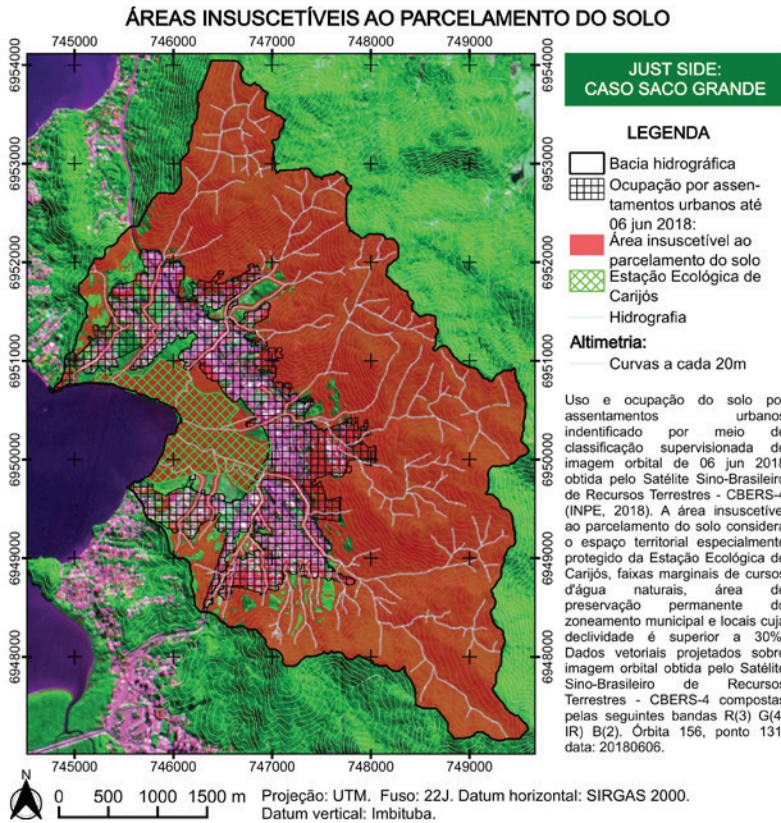 ÁREAS INSUSCETÍVEIS AO PARCELAMENTO DO SOLO
745000 746000 747000 748000 749000
6954000
6953000
6952000
6951000
6950000
6949000
6948000
745000 746000 747000 748000 749000
JUST SIDE:
CASO SACO GRANDE
LEGENDA
Bacia hidrográfica
Ocupação por assen-
tamentos urbanos até
06 jun 2018:
Área insuscetível ao
parcelamento do solo
Estação Ecológica de
Carijós
Hidrografia
Altimetria:
Curvas a cada 20m
Uso e ocupação do solo po
assentamentos urbanos
indentificado por meio de
classificação supervisionada de
imagem orbital de 06 jun 2018
obtida pelo Satélite Sino-Brasileiro
de Recursos Terrestres - CBERS-4
(INPE, 2018). A área insuscetíve
ao parcelamento do solo considera
o espaço territorial especialmente
protegido da Estação Ecológica de
Carijós, faixas marginais de cursos
d'água naturais, área de
preservação permanente do
zoneamento municipal e locais cuja
declividade é superior a 30%
Dados vetoriais projetados sobre
imagem orbital obtida pelo Satélite
Sino-Brasileiro de Recursos
Terrestres - CBERS-4 compostas
pelas seguintes bandas R(3) G(4
IR) B(2). Órbita 156, ponto 131
data: 20180606.
N
0 500 1000 1500 m
Projeção: UTM. Fuso: 22J. Datum horizontal: SIRGAS 2000.
Datum vertical: Imbituba.